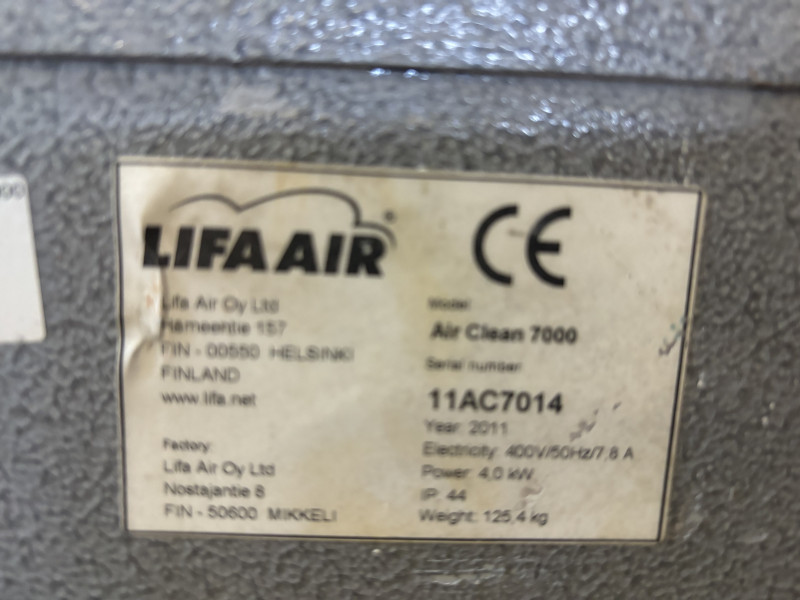 LIFA AIR®
CE
Lifa Air Oy Ltd
Hämeentie 157
FIN - 00550 HELSINKI
FINLAND
www.lifa.net
Factory:
Lifa Air Oy Ltd
Nostajantie 8
FIN - 50600 MIKKELI
Model:
Air Clean 7000
Serial number:
11AC7014
Year: 2011
Electricity: 400V/50Hz/7,8 A
Power: 4,0 kW
IP: 44
Weight: 125,4 kg